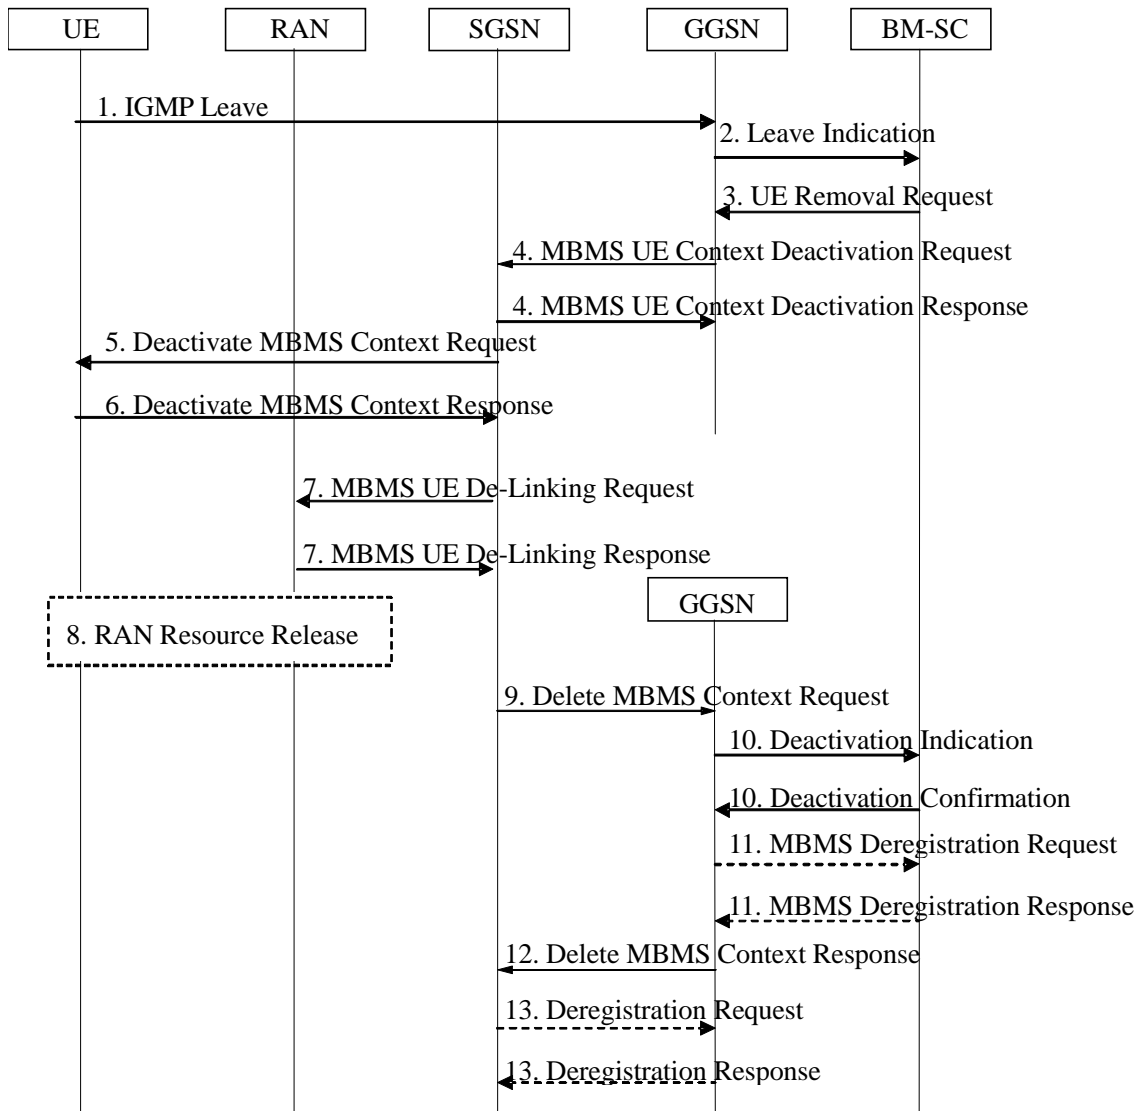 UE
RAN
SGSN
GGSN
BM-SC
1. IGMP Leave
2. Leave Indication
3. UE Removal Request
4. MBMS UE Context Deactivation Request
4. MBMS UE Context Deactivation Response
5. Deactivate MBMS Context Request
6. Deactivate MBMS Context Response
7. MBMS UE De-Linking Request
7. MBMS UE De-Linking Response
GGSN
8. RAN Resource Release
9. Delete MBMS Context Request
10. Deactivation Indication
10. Deactivation Confirmation
11. MBMS Deregistration Request
11. MBMS Deregistration Response
12. Delete MBMS Context Response
13. Deregistration Request
13. Deregistration Response